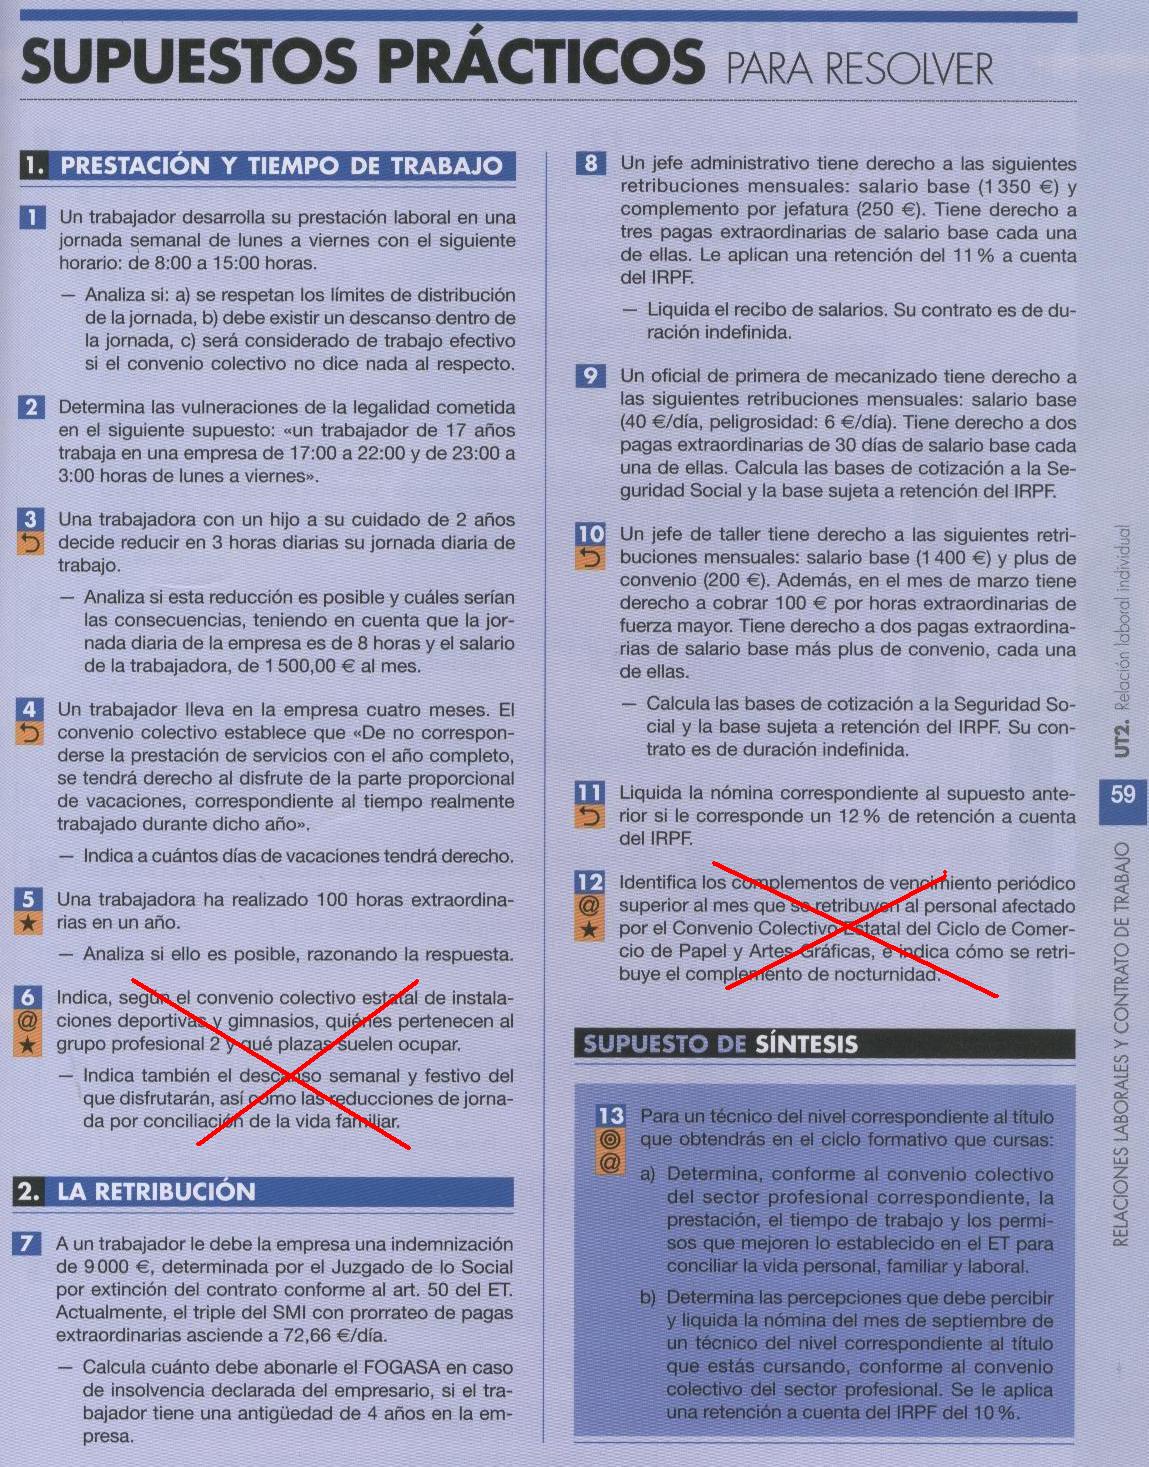 SUPUESTOS PRÁCTICOS PARA RESOLVER
1. PRESTACIÓN Y TIEMPO DE TRABAJO
1 Un trabajador desarrolla su prestación laboral en una
jornada semanal de lunes a viernes con el siguiente
horario: de 8:00 a 15:00 horas.
— Analiza si: a) se respetan los límites de distribución
de la jornada, b) debe existir un descanso dentro de
la jornada, c) será considerado de trabajo efectivo
si el convenio colectivo no dice nada al respecto.
2 Determina las vulneraciones de la legalidad cometida
en el siguiente supuesto: «un trabajador de 17 años
trabaja en una empresa de 17:00 a 22:00 y de 23:00 a
3:00 horas de lunes a viernes».
3 Una trabajadora con un hijo a su cuidado de 2 años
decide reducir en 3 horas diarias su jornada diaria de
trabajo.
— Analiza si esta reducción es posible y cuáles serían
las consecuencias, teniendo en cuenta que la jor-
nada diaria de la empresa es de 8 horas y el salario
de la trabajadora, de 1 500,00 € al mes.
4 Un trabajador lleva en la empresa cuatro meses. El
convenio colectivo establece que «De no correspon-
derse la prestación de servicios con el año completo,
se tendrá derecho al disfrute de la parte proporcional
de vacaciones, correspondiente al tiempo realmente
trabajado durante dicho año».
— Indica a cuántos días de vacaciones tendrá derecho.
5 Una trabajadora ha realizado 100 horas extraordina-
★ rias en un año.
— Analiza si ello es posible, razonando la respuesta.
6 Indica, según el convenio colectivo estatal de instala-
@ ciones deportivas y gimnasios, quiénes pertenecen al
★ grupo profesional 2 y qué plazas suelen ocupar.
— Indica también el descanso semanal y festivo del
que disfrutarán, así como las reducciones de jorna-
da por conciliación de la vida familiar.
2. LA RETRIBUCIÓN
7 A un trabajador le debe la empresa una indemnización
de 9 000 €, determinada por el Juzgado de lo Social
por extinción del contrato conforme al art. 50 del ET.
Actualmente, el triple del SMI con prorrateo de pagas
extraordinarias asciende a 72,66 €/día.
— Calcula cuánto debe abonarle el FOGASA en caso
de insolvencia declarada del empresario, si el tra-
bajador tiene una antigüedad de 4 años en la em-
presa.
8 Un jefe administrativo tiene derecho a las siguientes
retribuciones mensuales: salario base (1 350 €) y
complemento por jefatura (250 €). Tiene derecho a
tres pagas extraordinarias de salario base cada una
de ellas. Le aplican una retención del 11 % a cuenta
del IRPF.
— Liquida el recibo de salarios. Su contrato es de du-
ración indefinida.
9 Un oficial de primera de mecanizado tiene derecho a
las siguientes retribuciones mensuales: salario base
(40 €/día, peligrosidad: 6 €/día). Tiene derecho a dos
pagas extraordinarias de 30 días de salario base cada
una de ellas. Calcula las bases de cotización a la Se-
guridad Social y la base sujeta a retención del IRPF.
10 Un jefe de taller tiene derecho a las siguientes retri-
buciones mensuales: salario base (1 400 €) y plus de
convenio (200 €). Además, en el mes de marzo tiene
derecho a cobrar 100 € por horas extraordinarias de
fuerza mayor. Tiene derecho a dos pagas extraordina-
rias de salario base más plus de convenio, cada una
de ellas.
— Calcula las bases de cotización a la Seguridad So-
cial y la base sujeta a retención del IRPF. Su con-
trato es de duración indefinida.
11 Liquida la nómina correspondiente al supuesto ante-
rior si le corresponde un 12 % de retención a cuenta
del IRPF.
12 Identifica los complementos de vencimiento periódico
@ superior al mes que se retribuyen al personal afectado
★ por el Convenio Colectivo Estatal del Ciclo de Comer-
cio de Papel y Artes Gráficas, e indica cómo se retri-
buye el complemento de nocturnidad.
SUPUESTO DE SÍNTESIS
13 Para un técnico del nivel correspondiente al título
que obtendrás en el ciclo formativo que cursas:
@
a) Determina, conforme al convenio colectivo
del sector profesional correspondiente, la
prestación, el tiempo de trabajo y los permi-
sos que mejoren lo establecido en el ET para
conciliar la vida personal, familiar y laboral.
b) Determina las percepciones que debe percibir
y liquida la nómina del mes de septiembre de
un técnico del nivel correspondiente al título
que estás cursando, conforme al convenio
colectivo del sector profesional. Se le aplica
una retención a cuenta del IRPF del 10 %.
UT2. Relación laboral individual
59
RELACIONES LABORALES Y CONTRATO DE TRABAJO